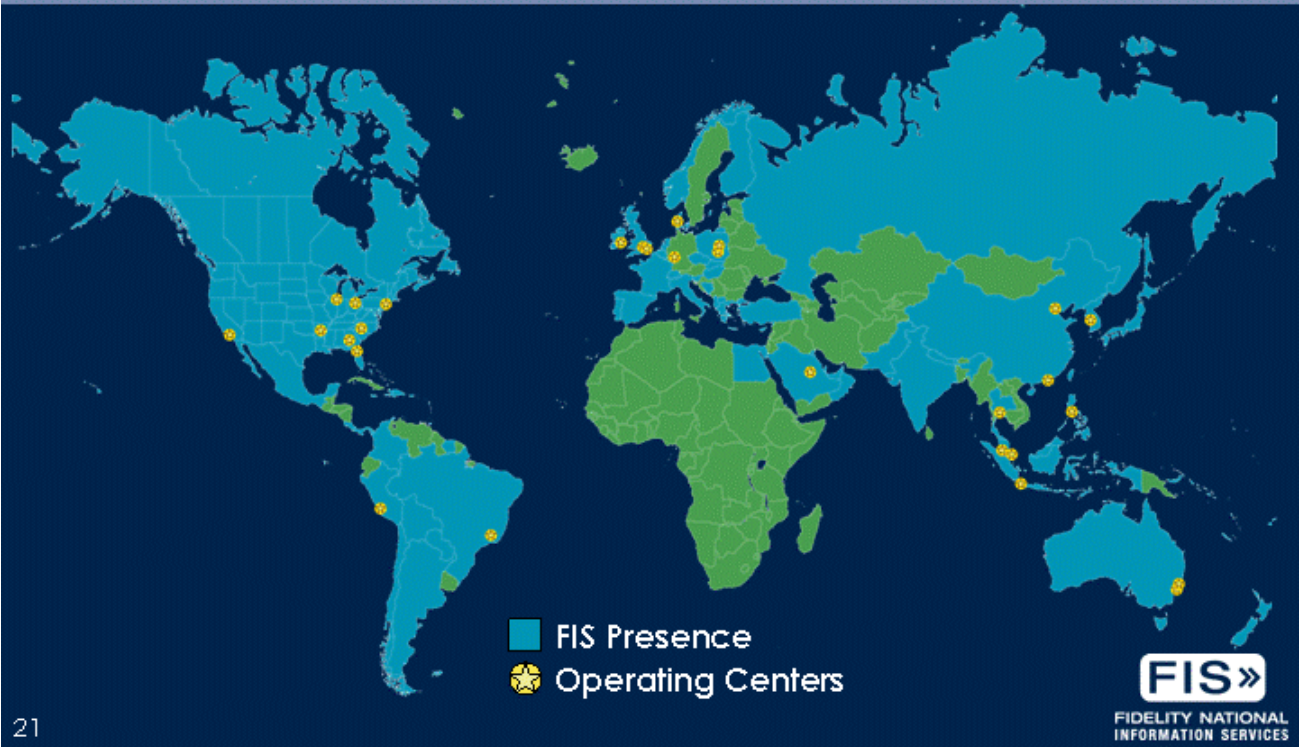 FIS Presence
Operating Centers
FIS»
FIDELITY NATIONAL
INFORMATION SERVICES
21